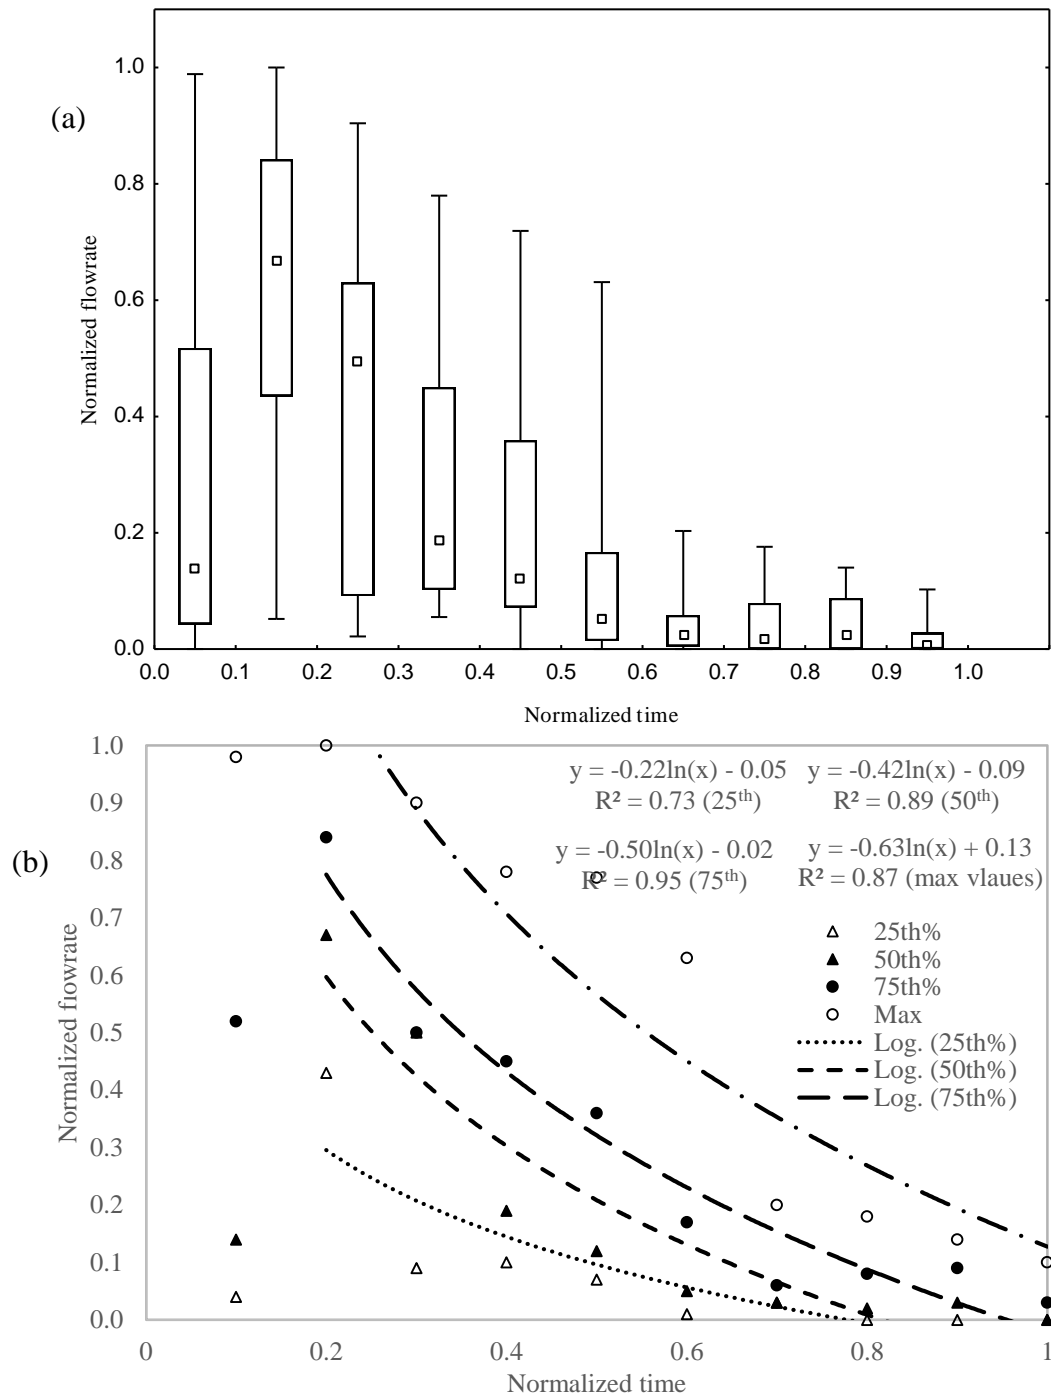 (a)
Normalized flowrate
1.0
0.8
0.6
0.4
0.2
0.0
0.0 0.1 0.2 0.3 0.4 0.5 0.6 0.7 0.8 0.9 1.0
Normalized time
(b)
Normalized flowrate
1.0
0.9
0.8
0.7
0.6
0.5
0.4
0.3
0.2
0.1
0.0
y = -0.22ln(x) - 0.05 y = -0.42ln(x) - 0.09
R² = 0.73 (25th) R² = 0.89 (50th)
y = -0.50ln(x) - 0.02 y = -0.63ln(x) + 0.13
R² = 0.95 (75th) R² = 0.87 (max vlaues)
25th%
50th%
75th%
Max
Log. (25th%)
Log. (50th%)
Log. (75th%)
0 0.2 0.4 0.6 0.8 1
Normalized time